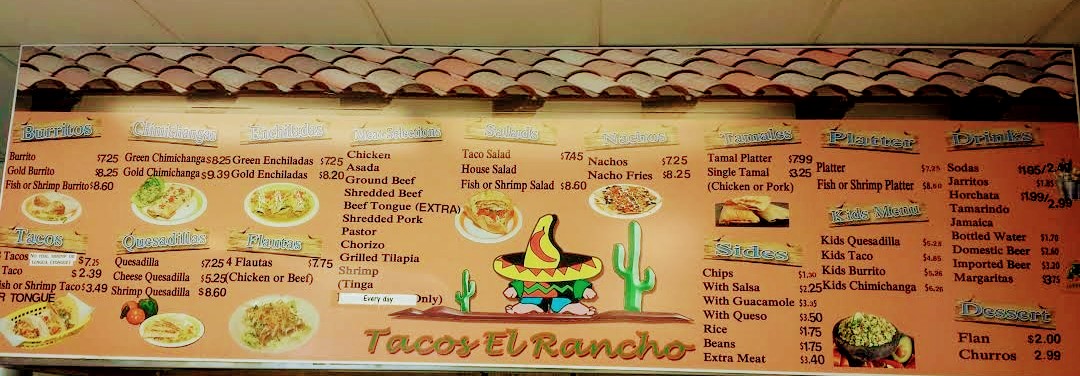 Burritos
Burrito $7.25
Gold Burrito $8.25
Fish or Shrimp Burrito $8.60
Tacos
Tacos $7.25
Taco $2.39
sh or Shrimp Taco $3.49
R TONGUE
Chimichangas
Green Chimichangas $8.25
Gold Chimichanga $9.39
Quesadillas
Quesadilla $7.25
Cheese Quesadilla $5.25
Shrimp Quesadilla $8.60
Enchiladas
Green Enchiladas $7.25
Gold Enchiladas $8.20
Flautas
4 Flautas $7.75
(Chicken or Beef)
Meat Selections
Chicken
Asada
Ground Beef
Shredded Beef
Beef Tongue (EXTRA)
Shredded Pork
Pastor
Chorizo
Grilled Tilapia
Shrimp
(Tinga
Every day Only)
Salads
Taco Salad $7.45
House Salad
Fish or Shrimp Salad $8.60
Nachos
Nachos $7.25
Nacho Fries $8.25
Tacos El Rancho
Tamales
Tamal Platter $7.99
Single Tamal $3.25
(Chicken or Pork)
Sides
Chips
With Salsa $2.25
With Guacamole $3.35
With Queso $3.50
Rice $1.75
Beans $1.75
Extra Meat $3.40
Platter
Platter
Fish or Shrimp Platter
Kids Menu
Kids Quesadilla
Kids Taco
Kids Burrito
Kids Chimichanga
Drinks
Sodas
Jarritos
Horchata
Tamarindo
Jamaica
Bottled Water
Domestic Beer
Imported Beer
Margaritas
Dessert
Flan $2.00
Churros 2.99